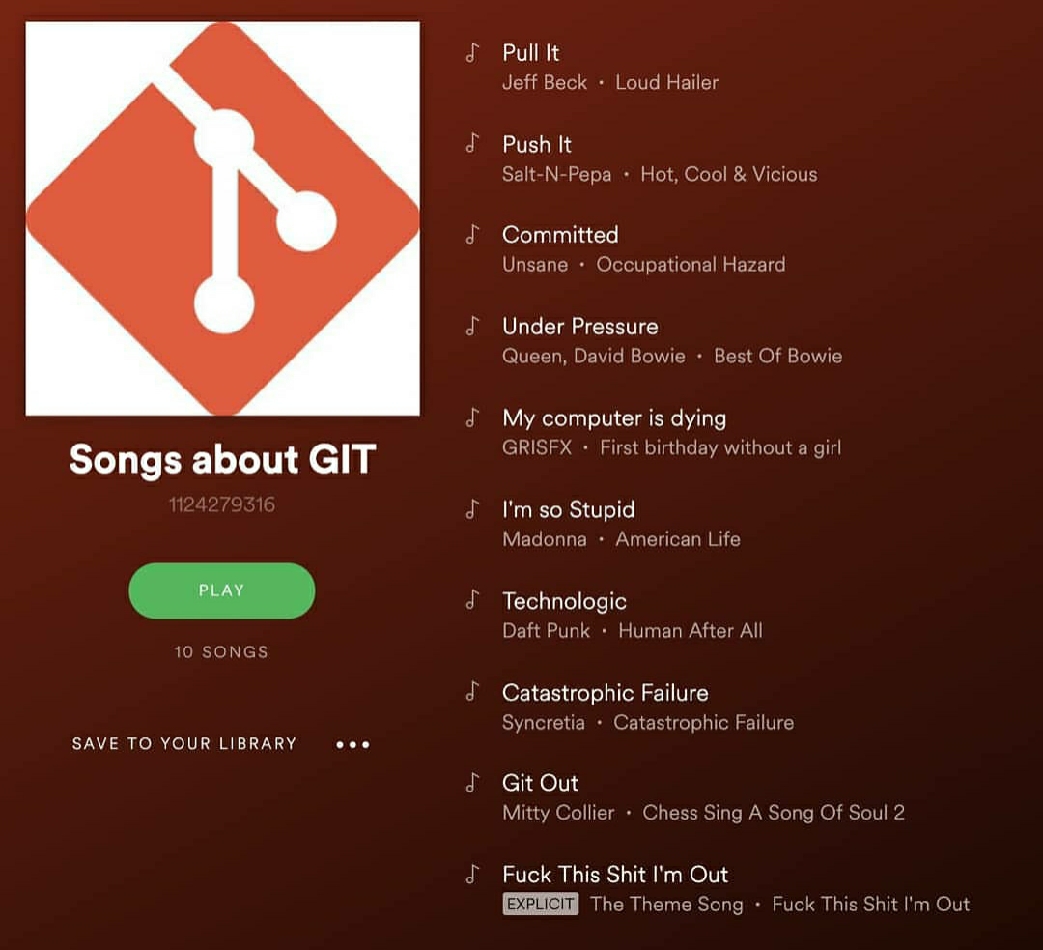 Songs about GIT
1124279316
PLAY
10 SONGS
SAVE TO YOUR LIBRARY
Pull It
Jeff Beck • Loud Hailer
Push It
Salt-N-Pepa • Hot, Cool & Vicious
Committed
Unsane • Occupational Hazard
Under Pressure
Queen, David Bowie • Best Of Bowie
My computer is dying
GRISFX • First birthday without a girl
I'm so Stupid
Madonna • American Life
Technologic
Daft Punk • Human After All
Catastrophic Failure
Syncretia • Catastrophic Failure
Git Out
Mitty Collier • Chess Sing A Song Of Soul 2
Fuck This Shit I'm Out
EXPLICIT The Theme Song • Fuck This Shit I'm Out